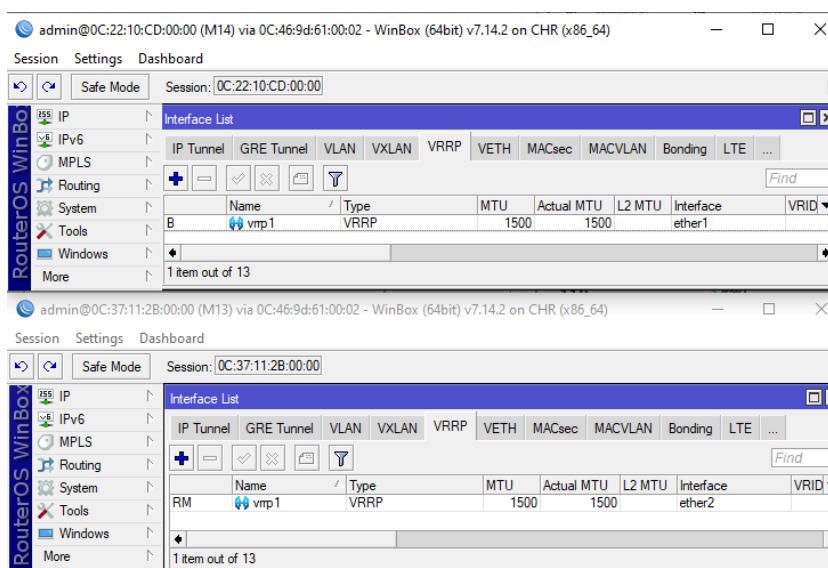 admin@0C:22:10:CD:00:00 (M14) via 0C:46:9d:61:00:02 - WinBox (64bit) v7.14.2 on CHR (x86_64)
Session Settings Dashboard
Safe Mode Session: 0C:22:10:CD:00:00
RouterOS WinBox
IP
IPv6
MPLS
Routing
System
Tools
Windows
More
Interface List
IP Tunnel GRE Tunnel VLAN VXLAN VRRP VETH MACsec MACVLAN Bonding LTE ...
Find
Name / Type MTU Actual MTU L2 MTU Interface VRID
B vrrp1 VRRP 1500 1500 ether1
1 item out of 13
admin@0C:37:11:2B:00:00 (M13) via 0C:46:9d:61:00:02 - WinBox (64bit) v7.14.2 on CHR (x86_64)
Session Settings Dashboard
Safe Mode Session: 0C:37:11:2B:00:00
RouterOS WinBox
IP
IPv6
MPLS
Routing
System
Tools
Windows
More
Interface List
IP Tunnel GRE Tunnel VLAN VXLAN VRRP VETH MACsec MACVLAN Bonding LTE ...
Find
Name / Type MTU Actual MTU L2 MTU Interface VRID
RM vrrp1 VRRP 1500 1500 ether2
1 item out of 13